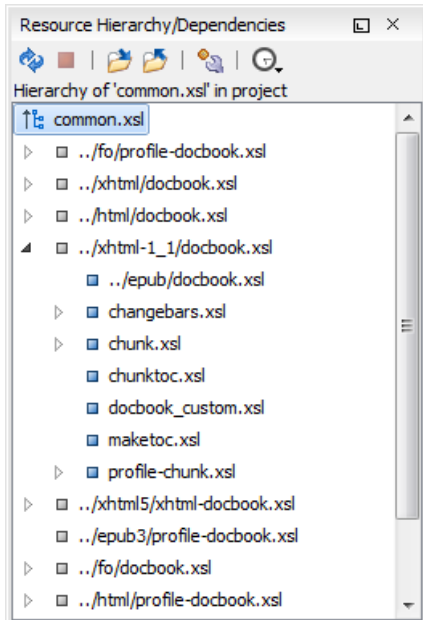 Resource Hierarchy/Dependencies
Hierarchy of 'common.xsl' in project
common.xsl
../fo/profile-docbook.xsl
../xhtml/docbook.xsl
../html/docbook.xsl
../xhtml-1_1/docbook.xsl
../epub/docbook.xsl
changebars.xsl
chunk.xsl
chunktoc.xsl
docbook_custom.xsl
maketoc.xsl
profile-chunk.xsl
../xhtml5/xhtml-docbook.xsl
../epub3/profile-docbook.xsl
../fo/docbook.xsl
../html/profile-docbook.xsl